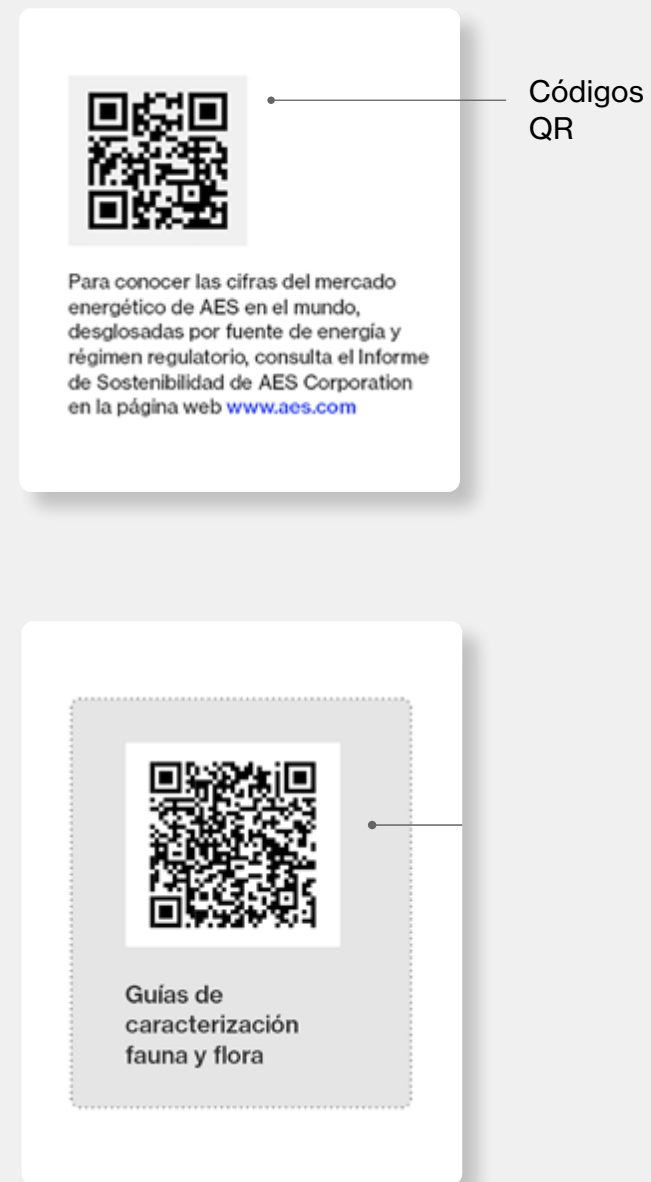 Códigos
QR
Para conocer las cifras del mercado
energético de AES en el mundo,
desglosadas por fuente de energía y
régimen regulatorio, consulta el Informe
de Sostenibilidad de AES Corporation
en la página web www.aes.com
Guías de
caracterización
fauna y flora